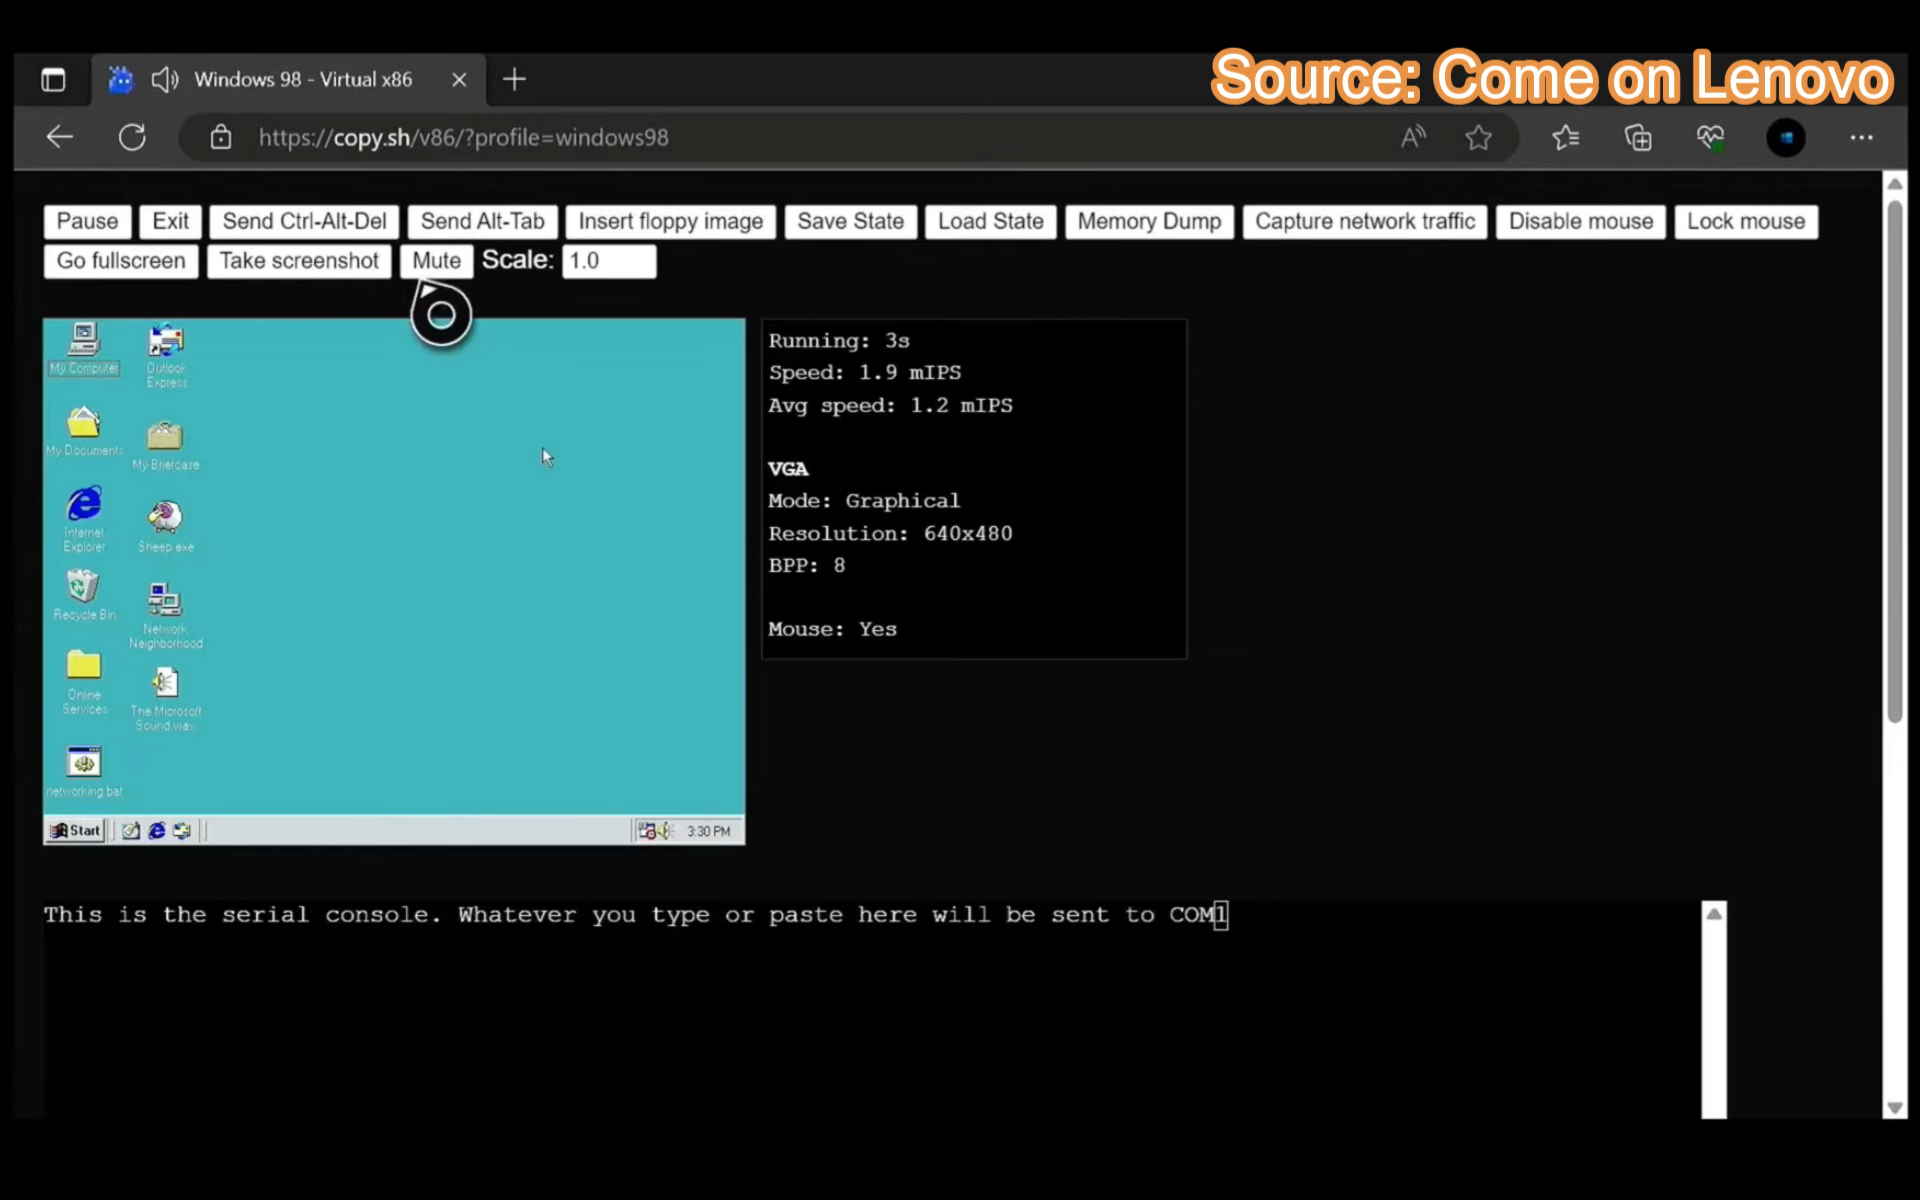 Source: Come on Lenovo
Windows 98 - Virtual x86
https://copy.sh/v86/?profile=windows98
Pause Exit Send Ctrl-Alt-Del Send Alt-Tab Insert floppy image Save State Load State Memory Dump Capture network traffic Disable mouse Lock mouse
Go fullscreen Take screenshot Mute Scale: 1.0
My Computer
Outlook
Express
My Documents
My Briefcase
Internet
Explorer
Sheep.exe
Recycle Bin
Network
Neighborhood
Online
Services
The Microsoft
Sound.wav
networking.bat
Start
3:30 PM
Running: 3s
Speed: 1.9 mIPS
Avg speed: 1.2 mIPS
VGA
Mode: Graphical
Resolution: 640x480
BPP: 8
Mouse: Yes
This is the serial console. Whatever you type or paste here will be sent to COM1